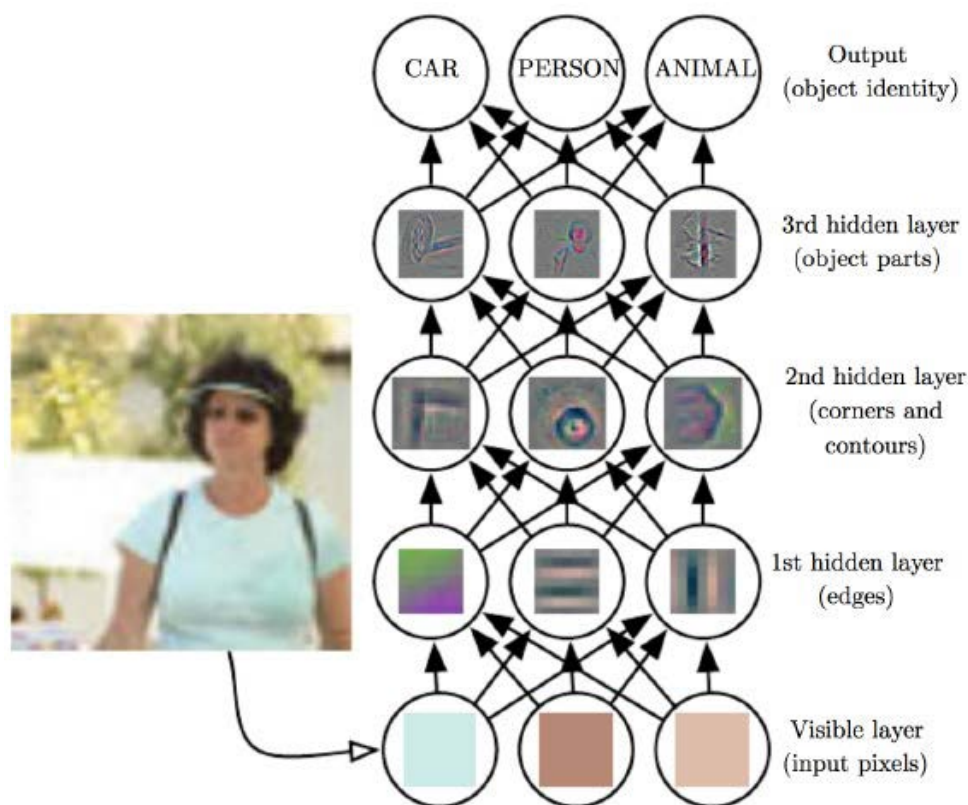 CAR PERSON ANIMAL
Output
(object identity)
3rd hidden layer
(object parts)
2nd hidden layer
(corners and
contours)
1st hidden layer
(edges)
Visible layer
(input pixels)